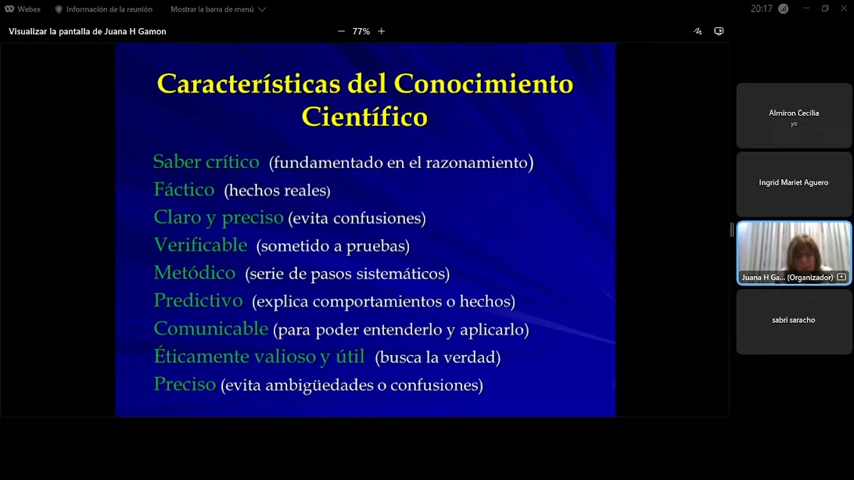 Webex
Información de la reunión
Mostrar la barra de menú
20:17
Visualizar la pantalla de Juana H Gamon
77%
Características del Conocimiento
Científico
Saber crítico (fundamentado en el razonamiento)
Fáctico (hechos reales)
Claro y preciso (evita confusiones)
Verificable (sometido a pruebas)
Metódico (serie de pasos sistemáticos)
Predictivo (explica comportamientos o hechos)
Comunicable (para poder entenderlo y aplicarlo)
Éticamente valioso y útil (busca la verdad)
Preciso (evita ambigüedades o confusiones)
Almiron Cecilia
yo
Ingrid Mariet Aguero
Juana H Ga... (Organizador)
sabri saracho